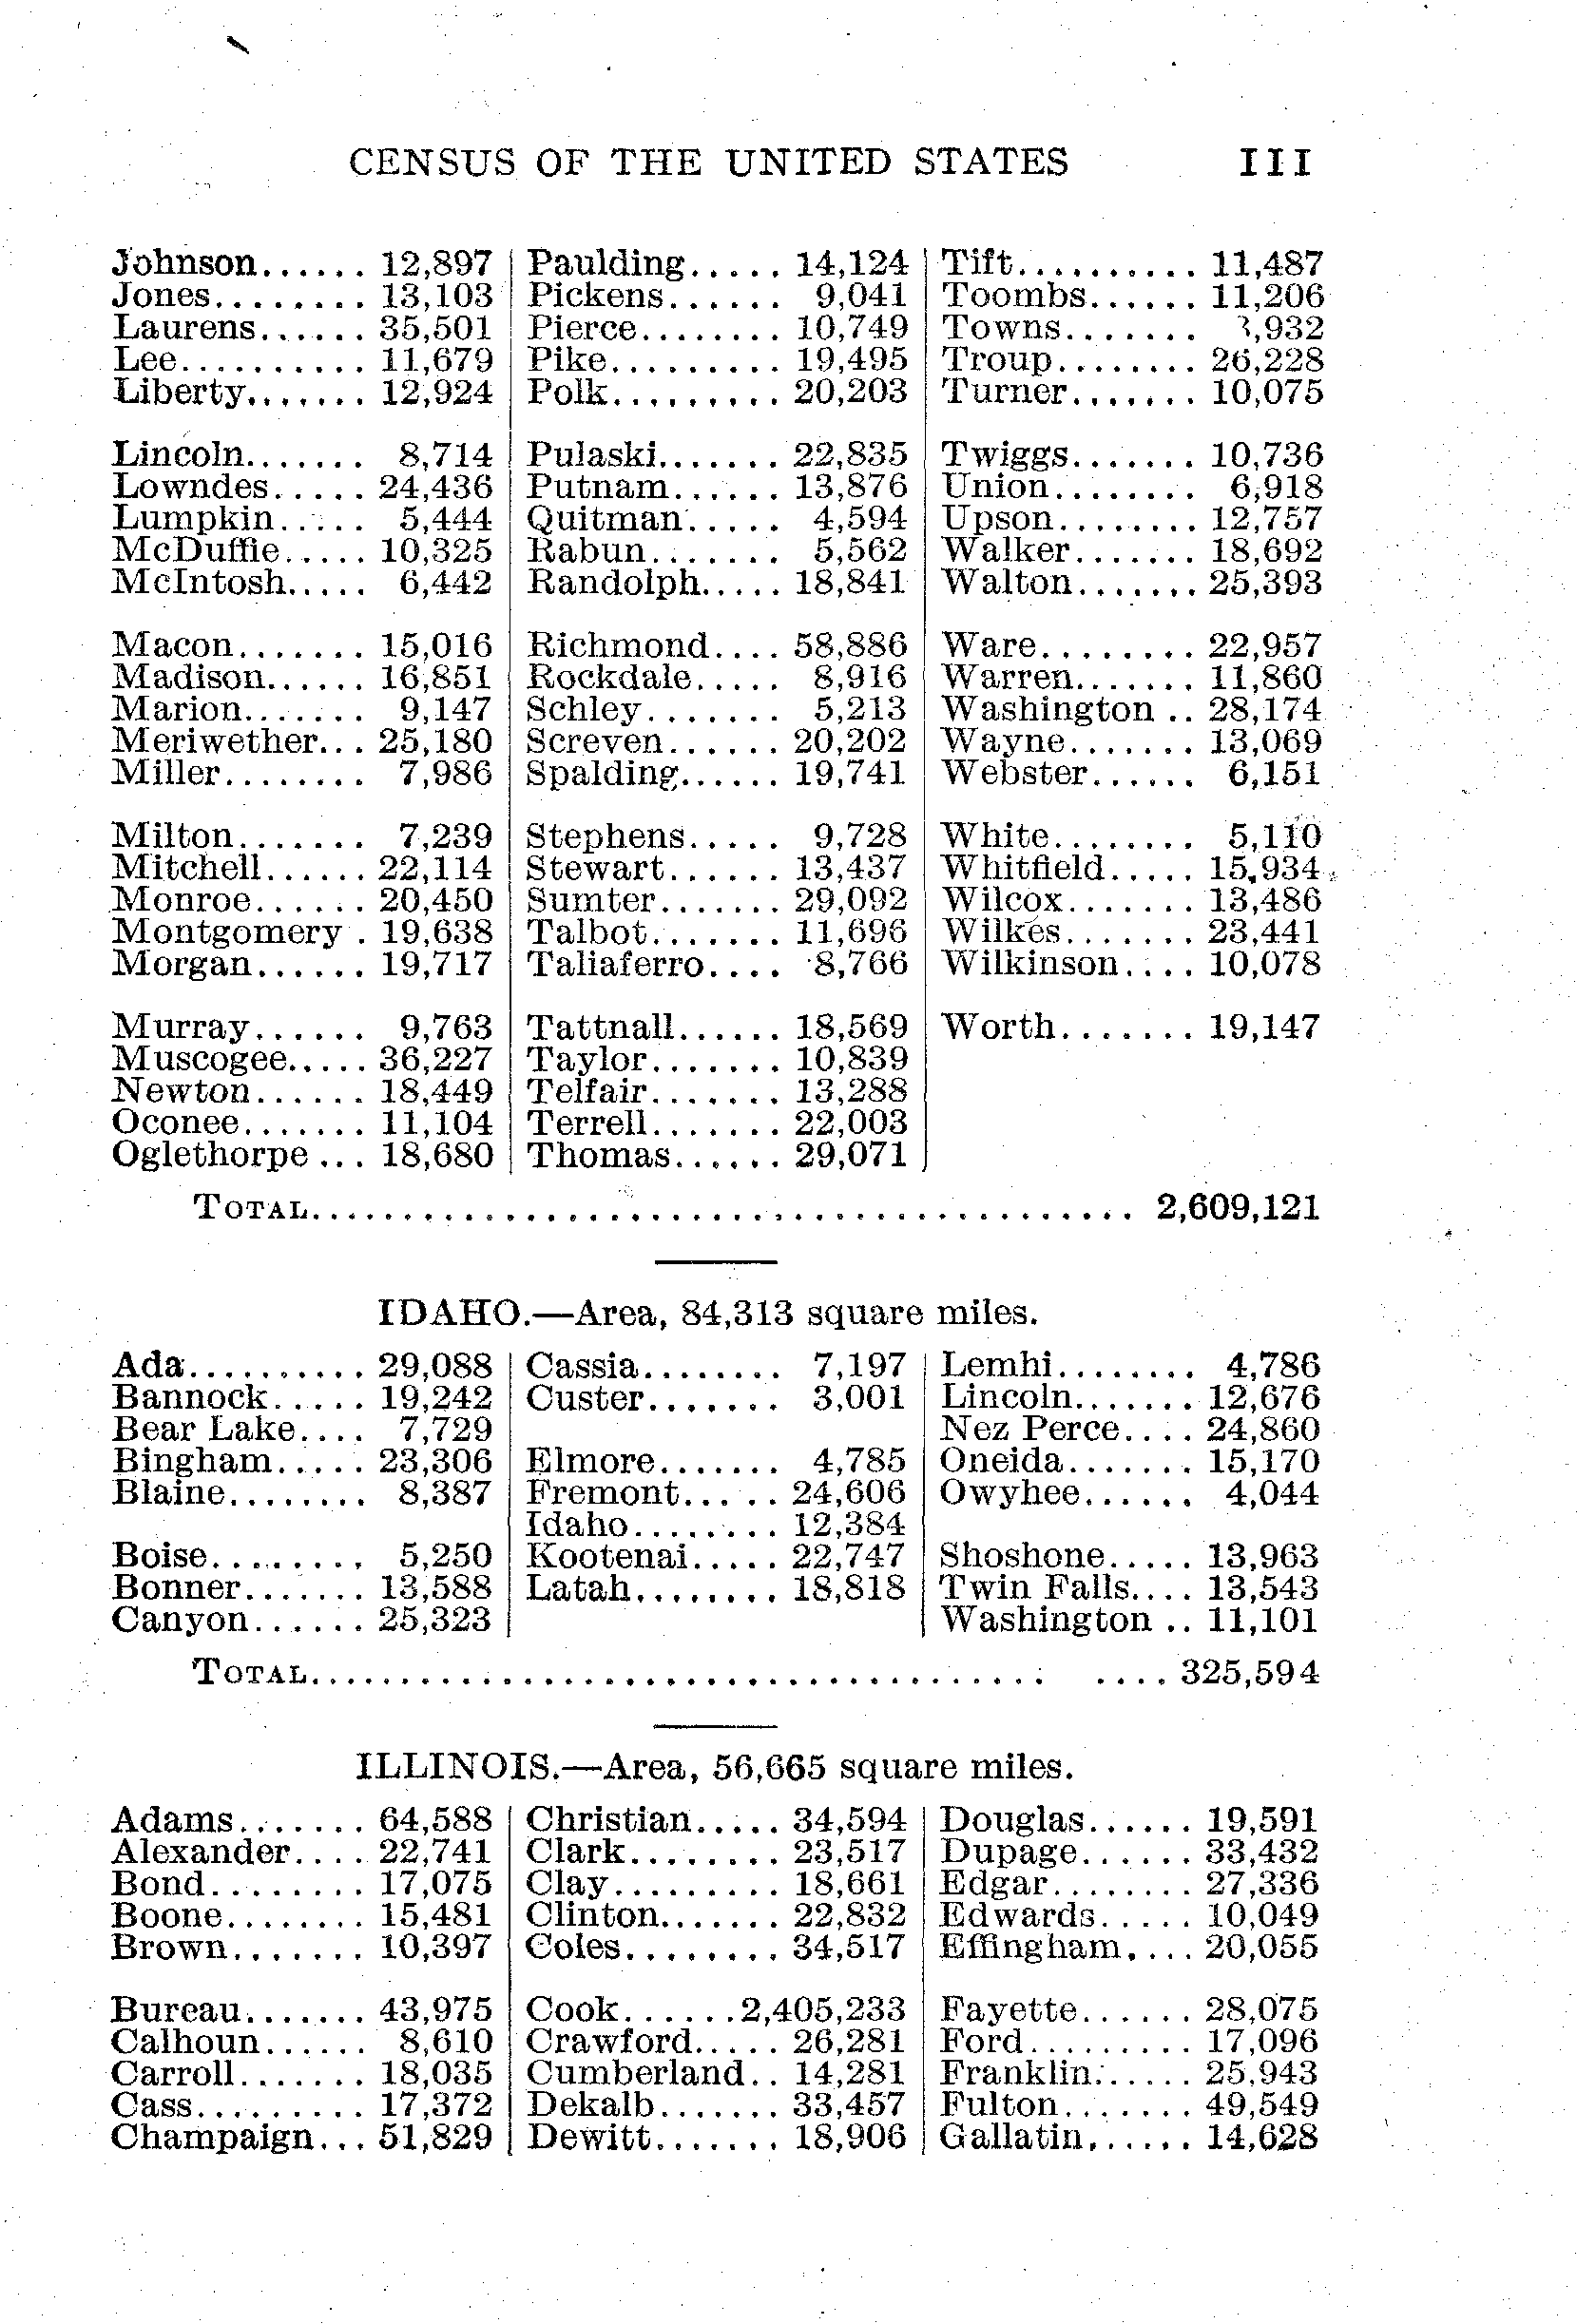 CENSUS OF THE UNITED STATES III
Johnson...... 12,897
Jones........ 13,103
Laurens...... 35,501
Lee.......... 11,679
Liberty....... 12,924
Lincoln....... 8,714
Lowndes..... 24,436
Lumpkin..... 5,444
McDuffie..... 10,325
McIntosh..... 6,442
Macon....... 15,016
Madison...... 16,851
Marion....... 9,147
Meriwether... 25,180
Miller........ 7,986
Milton....... 7,239
Mitchell...... 22,114
Monroe...... 20,450
Montgomery . 19,638
Morgan...... 19,717
Murray...... 9,763
Muscogee..... 36,227
Newton...... 18,449
Oconee....... 11,104
Oglethorpe ... 18,680
Paulding..... 14,124
Pickens...... 9,041
Pierce........ 10,749
Pike......... 19,495
Polk......... 20,203
Pulaski....... 22,835
Putnam...... 13,876
Quitman..... 4,594
Rabun....... 5,562
Randolph..... 18,841
Richmond.... 58,886
Rockdale..... 8,916
Schley....... 5,213
Screven...... 20,202
Spalding...... 19,741
Stephens..... 9,728
Stewart...... 13,437
Sumter....... 29,092
Talbot....... 11,696
Taliaferro.... 8,766
Tattnall...... 18,569
Taylor....... 10,839
Telfair....... 13,288
Terrell....... 22,003
Thomas...... 29,071
Tift.......... 11,487
Toombs...... 11,206
Towns....... 3,932
Troup........ 26,228
Turner....... 10,075
Twiggs....... 10,736
Union........ 6,918
Upson........ 12,757
Walker....... 18,692
Walton....... 25,393
Ware........ 22,957
Warren....... 11,860
Washington .. 28,174
Wayne....... 13,069
Webster...... 6,151
White........ 5,110
Whitfield..... 15,934
Wilcox....... 13,486
Wilkes....... 23,441
Wilkinson.... 10,078
Worth....... 19,147
TOTAL........................................ 2,609,121
IDAHO.—Area, 84,313 square miles.
Ada.......... 29,088
Bannock..... 19,242
Bear Lake.... 7,729
Bingham..... 23,306
Blaine........ 8,387
Boise........ 5,250
Bonner....... 13,588
Canyon...... 25,323
Cassia........ 7,197
Custer....... 3,001
Elmore....... 4,785
Fremont..... 24,606
Idaho........ 12,384
Kootenai..... 22,747
Latah........ 18,818
Lemhi........ 4,786
Lincoln....... 12,676
Nez Perce.... 24,860
Oneida....... 15,170
Owyhee...... 4,044
Shoshone..... 13,963
Twin Falls.... 13,543
Washington .. 11,101
TOTAL.................................... .... 325,594
ILLINOIS.—Area, 56,665 square miles.
Adams....... 64,588
Alexander.... 22,741
Bond........ 17,075
Boone........ 15,481
Brown....... 10,397
Bureau....... 43,975
Calhoun...... 8,610
Carroll....... 18,035
Cass......... 17,372
Champaign... 51,829
Christian..... 34,594
Clark........ 23,517
Clay......... 18,661
Clinton....... 22,832
Coles........ 34,517
Cook......2,405,233
Crawford..... 26,281
Cumberland.. 14,281
Dekalb....... 33,457
Dewitt....... 18,906
Douglas...... 19,591
Dupage...... 33,432
Edgar........ 27,336
Edwards..... 10,049
Effingham.... 20,055
Fayette...... 28,075
Ford......... 17,096
Franklin...... 25,943
Fulton....... 49,549
Gallatin...... 14,628